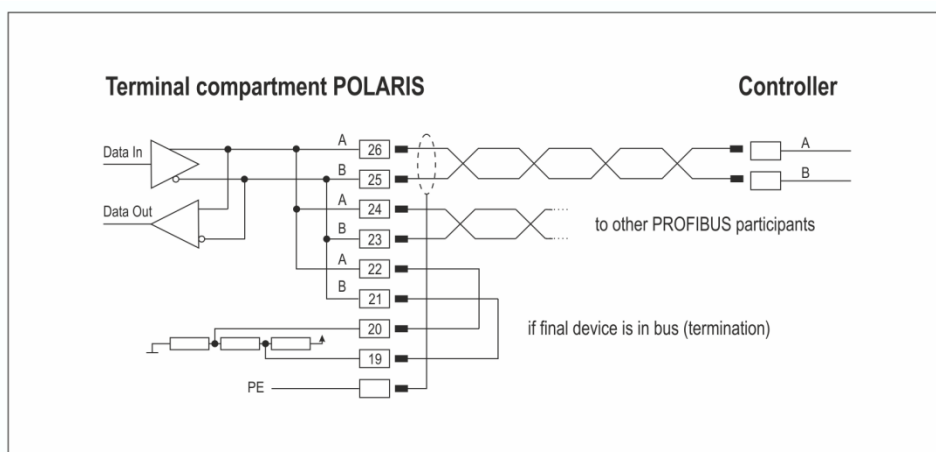 Terminal compartment POLARIS
Controller
Data In
A
26
A
B
25
B
Data Out
A
24
to other PROFIBUS participants
B
23
A
22
B
21
20
if final device is in bus (termination)
19
PE